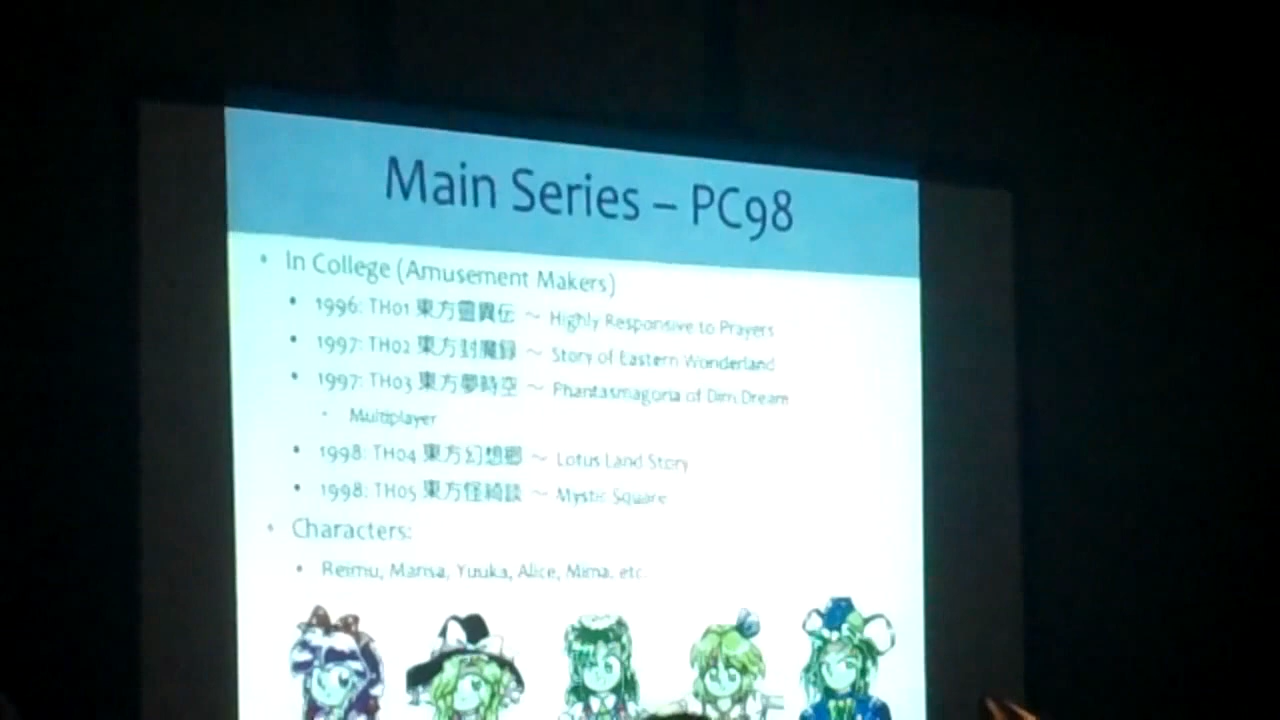 Main Series – PC98
• In College (Amusement Makers)
• 1996: TH01 東方靈異伝 ~ Highly Responsive to Prayers
• 1997: TH02 東方封魔録 ~ Story of Eastern Wonderland
• 1997: TH03 東方夢時空 ~ Phantasmagoria of Dim.Dream
• Multiplayer
• 1998: TH04 東方幻想郷 ~ Lotus Land Story
• 1998: TH05 東方怪綺談 ~ Mystic Square
• Characters:
• Reimu, Marisa, Yuuka, Alice, Mima, etc.